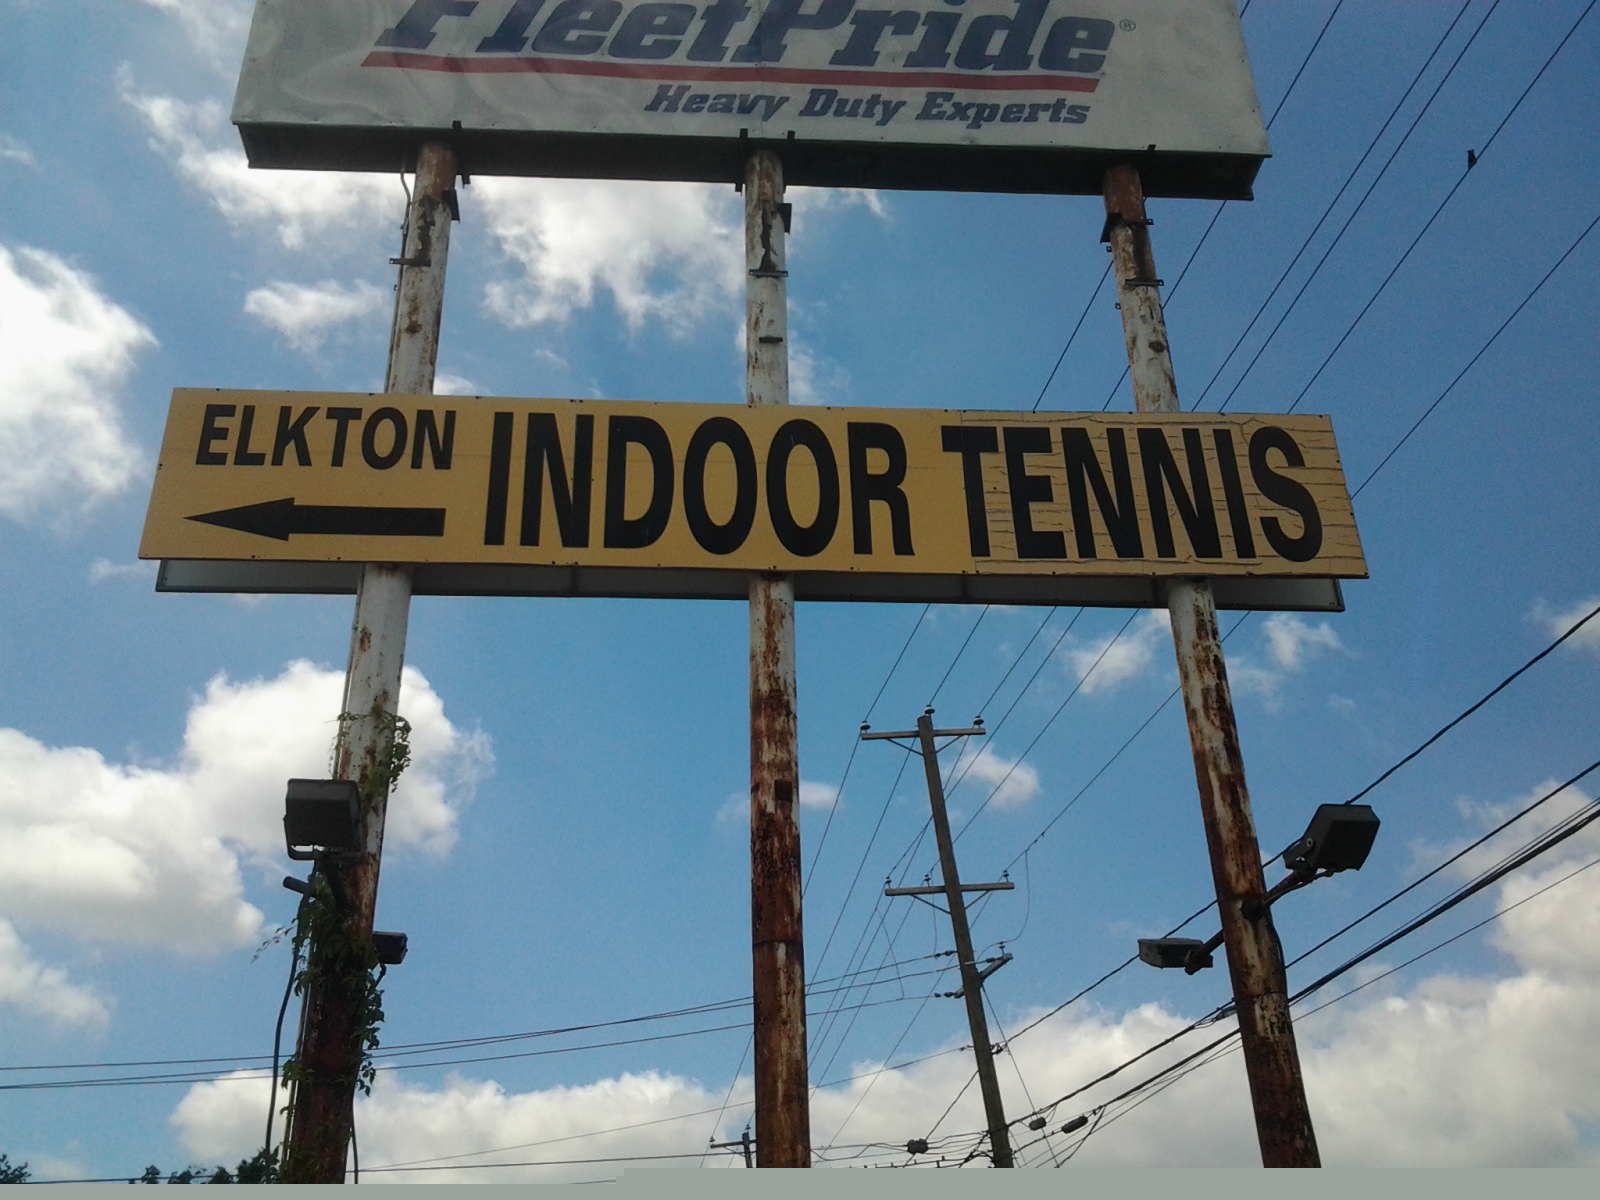 FleetPride®
Heavy Duty Experts
ELKTON INDOOR TENNIS